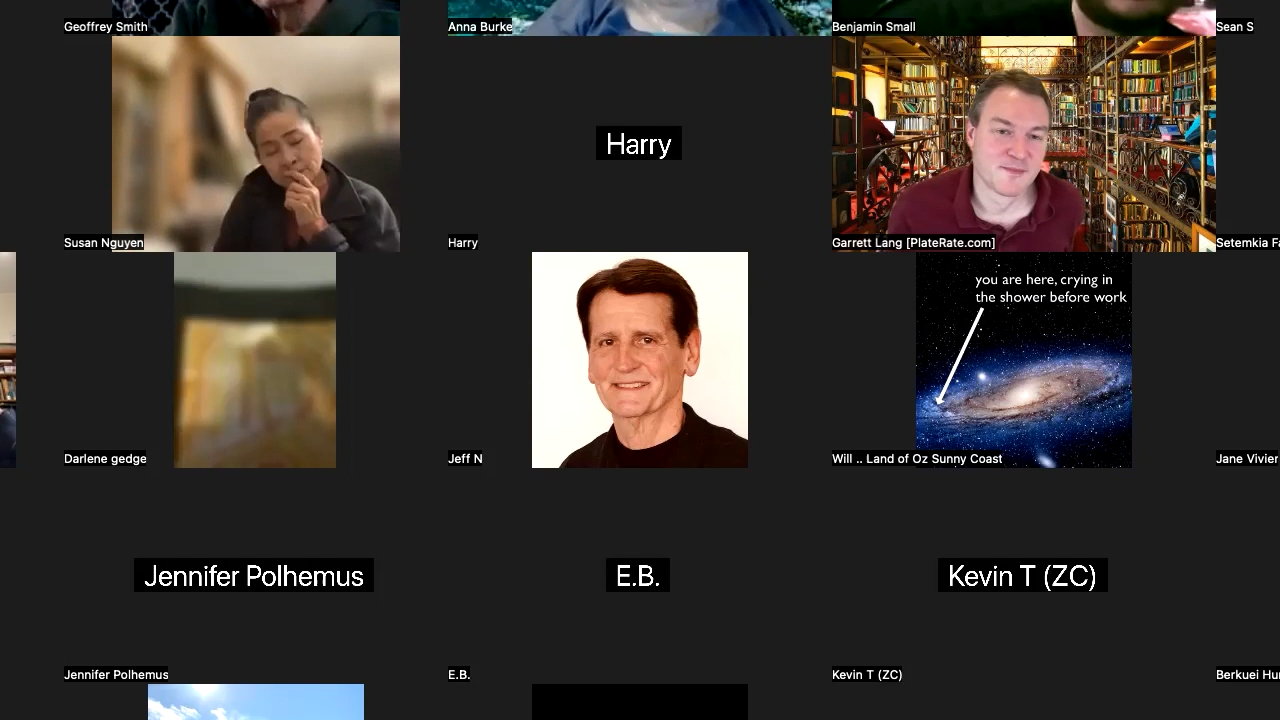 Geoffrey Smith
Anna Burke
Benjamin Small
Sean S
Harry
Susan Nguyen
Harry
Garrett Lang [PlateRate.com]
Setemkia
you are here, crying in
the shower before work
Darlene gedge
Jeff N
Will .. Land of Oz Sunny Coast
Jane Vivier
Jennifer Polhemus
E.B.
Kevin T (ZC)
Jennifer Polhemus
E.B.
Kevin T (ZC)
Berkuei